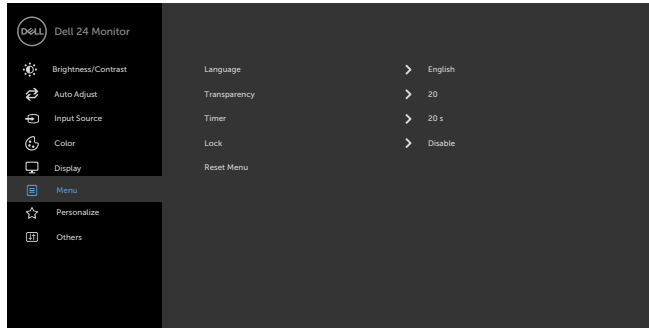 DELL Dell 24 Monitor
Brightness/Contrast
Auto Adjust
Input Source
Color
Display
Menu
Personalize
Others
Language English
Transparency 20
Timer 20 s
Lock Disable
Reset Menu